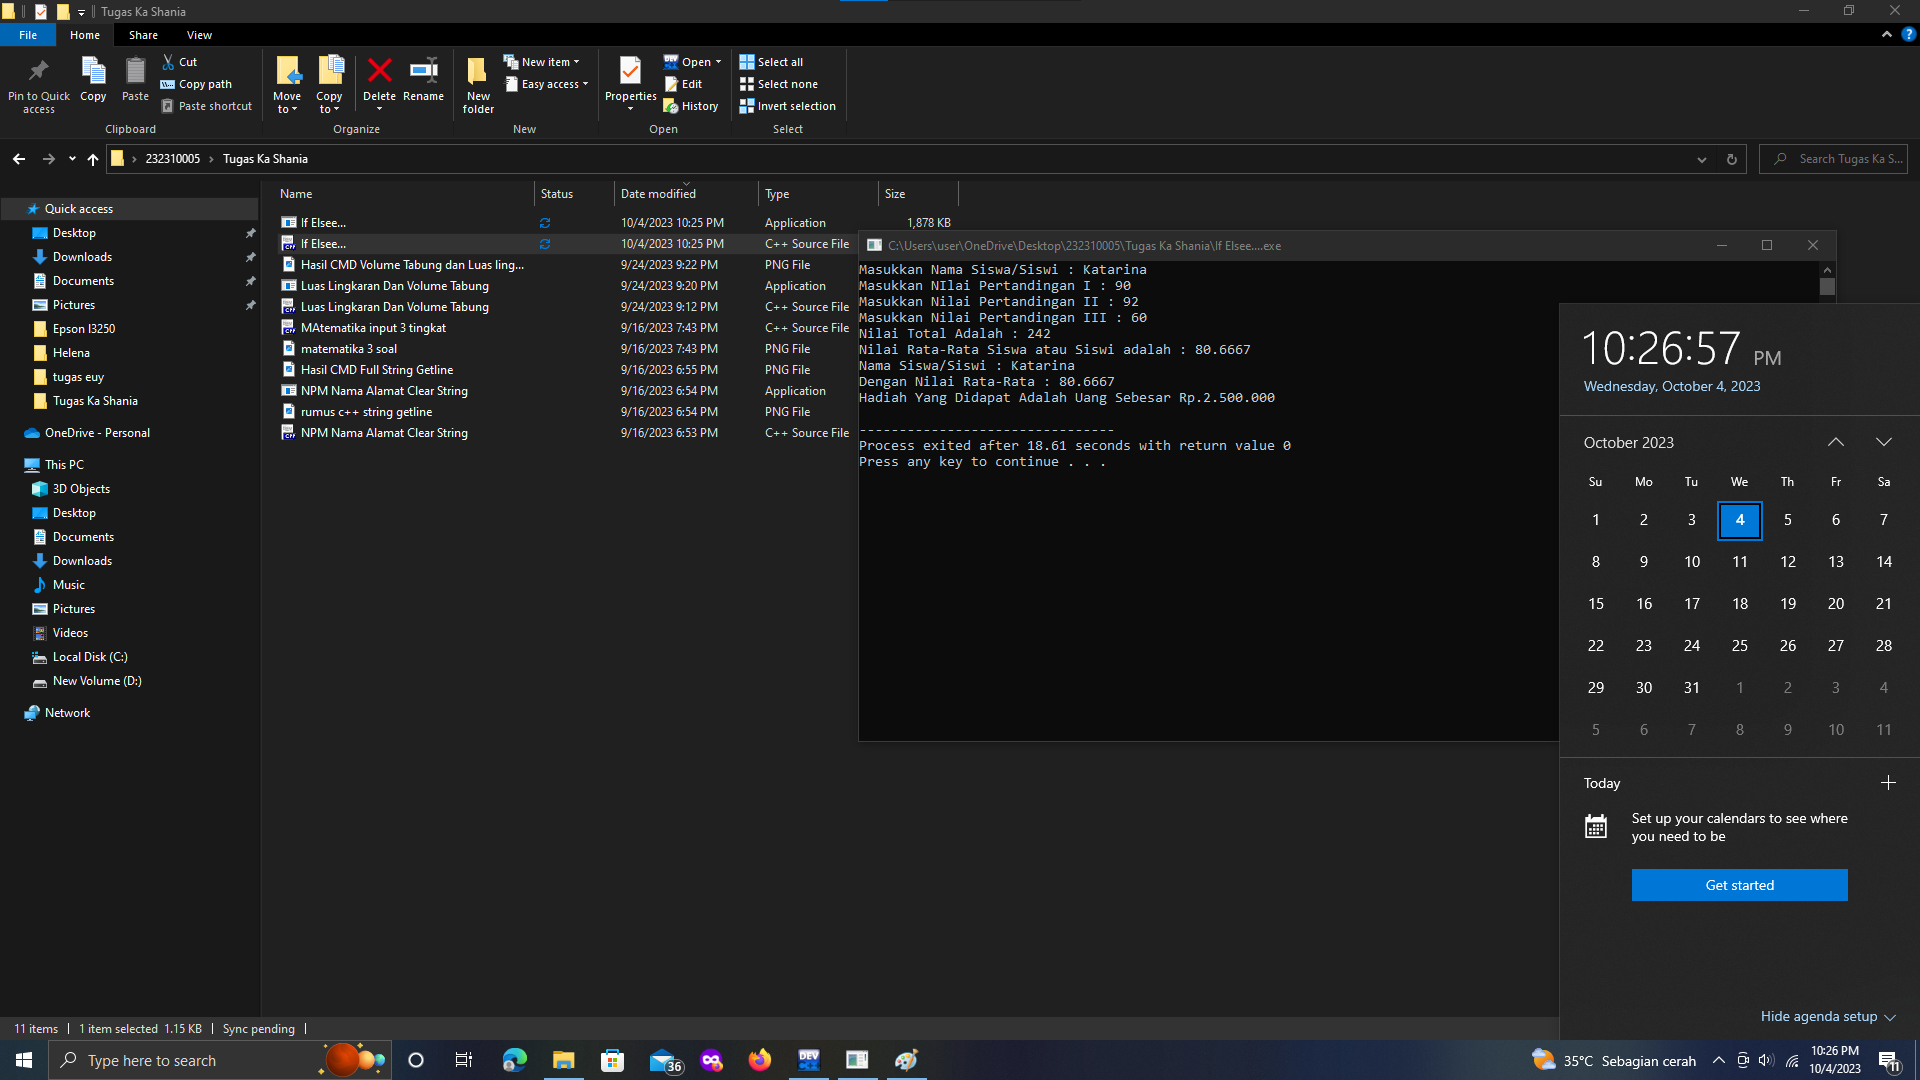 Tugas Ka Shania
File Home Share View
Pin to Quick access
Copy
Paste
Cut
Copy path
Paste shortcut
Clipboard
Move to
Copy to
Delete
Rename
Organize
New folder
New item
Easy access
New
Properties
Open
Edit
History
Open
Select all
Select none
Invert selection
Select
232310005 › Tugas Ka Shania
Search Tugas Ka S...
Quick access
Desktop
Downloads
Documents
Pictures
Epson l3250
Helena
tugas euy
Tugas Ka Shania
OneDrive - Personal
This PC
3D Objects
Desktop
Documents
Downloads
Music
Pictures
Videos
Local Disk (C:)
New Volume (D:)
Network
Name Status Date modified Type Size
If Elsee... 10/4/2023 10:25 PM Application 1,878 KB
If Elsee... 10/4/2023 10:25 PM C++ Source File
Hasil CMD Volume Tabung dan Luas ling... 9/24/2023 9:22 PM PNG File
Luas Lingkaran Dan Volume Tabung 9/24/2023 9:20 PM Application
Luas Lingkaran Dan Volume Tabung 9/24/2023 9:12 PM C++ Source File
MAtematika input 3 tingkat 9/16/2023 7:43 PM C++ Source File
matematika 3 soal 9/16/2023 7:43 PM PNG File
Hasil CMD Full String Getline 9/16/2023 6:55 PM PNG File
NPM Nama Alamat Clear String 9/16/2023 6:54 PM Application
rumus c++ string getline 9/16/2023 6:54 PM PNG File
NPM Nama Alamat Clear String 9/16/2023 6:53 PM C++ Source File
C:\Users\user\OneDrive\Desktop\232310005\Tugas Ka Shania\If Elsee....exe
Masukkan Nama Siswa/Siswi : Katarina
Masukkan NIlai Pertandingan I : 90
Masukkan Nilai Pertandingan II : 92
Masukkan Nilai Pertandingan III : 60
Nilai Total Adalah : 242
Nilai Rata-Rata Siswa atau Siswi adalah : 80.6667
Nama Siswa/Siswi : Katarina
Dengan Nilai Rata-Rata : 80.6667
Hadiah Yang Didapat Adalah Uang Sebesar Rp.2.500.000
--------------------------------
Process exited after 18.61 seconds with return value 0
Press any key to continue . . .
10:26:57 PM
Wednesday, October 4, 2023
October 2023
Su Mo Tu We Th Fr Sa
1 2 3 4 5 6 7
8 9 10 11 12 13 14
15 16 17 18 19 20 21
22 23 24 25 26 27 28
29 30 31 1 2 3 4
5 6 7 8 9 10 11
Today
Set up your calendars to see where
you need to be
Get started
Hide agenda setup
11 items 1 item selected 1.15 KB Sync pending
Type here to search
36
DEV C++
35°C Sebagian cerah
10:26 PM
10/4/2023
11